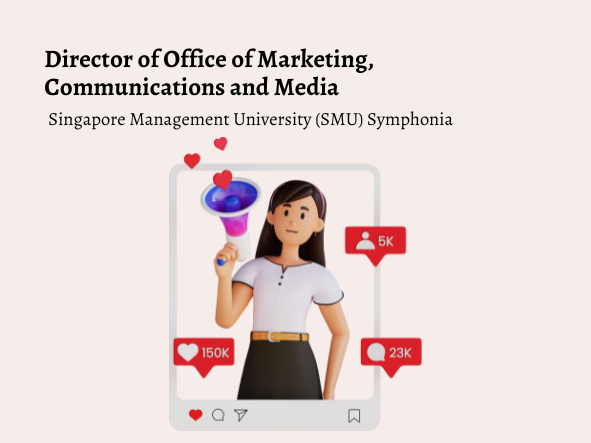 Director of Office of Marketing,
Communications and Media
Singapore Management University (SMU) Symphonia
5K
150K
23K